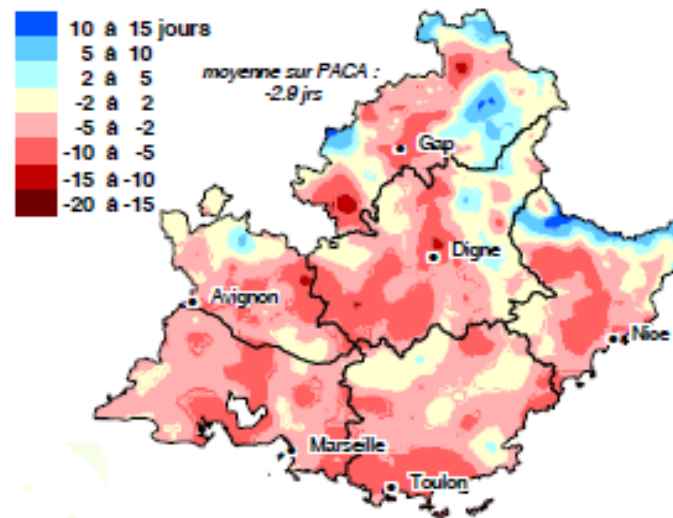 10 â 15 jours
5 â 10
2 â 5
-2 â 2
-5 â -2
-10 â -5
-15 â -10
-20 â -15
moyenne sur PACA :
-2.9 jrs
Gap
Digne
Avignon
Nice
Marseille
Toulon